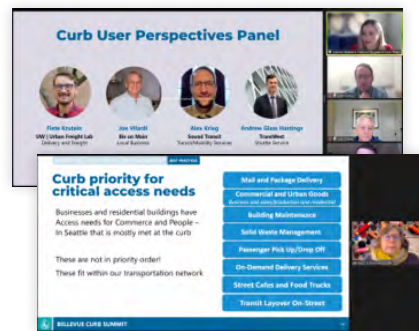 Curb User Perspectives Panel
Fiete Krutein
UW | Urban Freight Lab
Delivery and Freight
Joe Vilardi
Bis on Main
Local Business
Alex Krieg
Sound Transit
Transit/Mobility Services
Andrew Glass Hastings
TransWest
Shuttle Service
Curb priority for
critical access needs
Businesses and residential buildings have
Access needs for Commerce and People –
In Seattle that is mostly met at the curb
These are not in priority order!
These fit within our transportation network
Mail and Package Delivery
Commercial and Urban Goods
Building Maintenance
Solid Waste Management
Passenger Pick Up/Drop Off
On-Demand Delivery Services
Street Cafes and Food Trucks
Transit Layover On-Street
BELLEVUE CURB SUMMIT